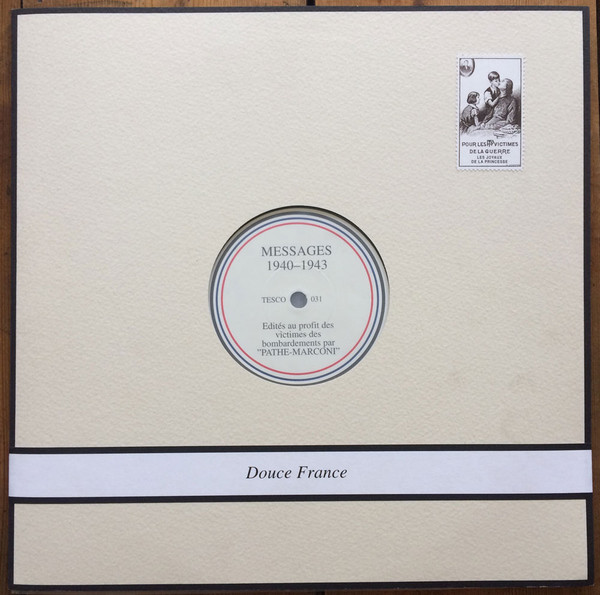 POUR LES VICTIMES
DE LA GUERRE
LES JOYAUX
DE LA PRINCESSE
MESSAGES
1940–1943
TESCO 031
Edités au profit des
victimes des
bombardements par
"PATHE-MARCONI"
Douce France